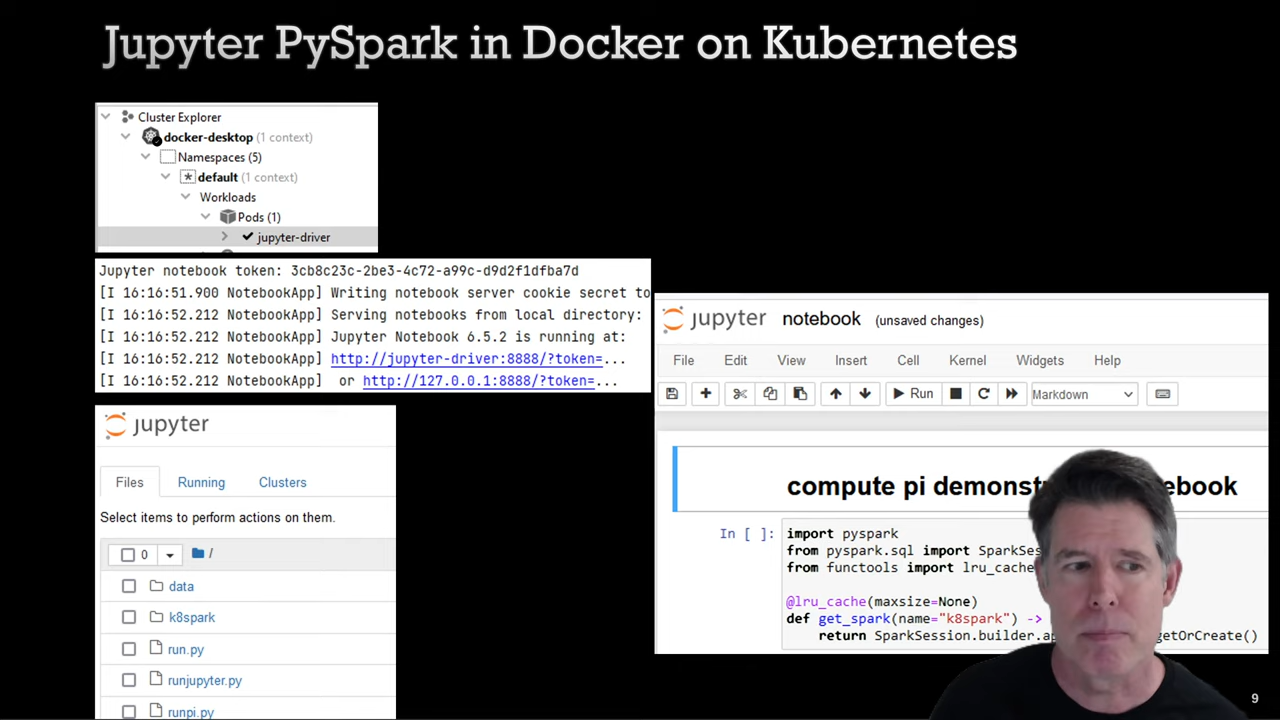 Jupyter PySpark in Docker on Kubernetes
Cluster Explorer
docker-desktop (1 context)
Namespaces (5)
default (1 context)
Workloads
Pods (1)
jupyter-driver
Jupyter notebook token: 3cb8c23c-2be3-4c72-a99c-d9d2f1dfba7d
[I 16:16:51.900 NotebookApp] Writing notebook server cookie secret to
[I 16:16:52.212 NotebookApp] Serving notebooks from local directory:
[I 16:16:52.212 NotebookApp] Jupyter Notebook 6.5.2 is running at:
[I 16:16:52.212 NotebookApp] http://jupyter-driver:8888/?token=...
[I 16:16:52.212 NotebookApp]  or http://127.0.0.1:8888/?token=...
jupyter
Files Running Clusters
Select items to perform actions on them.
0 /
data
k8spark
run.py
runjupyter.py
runpi.py
jupyter notebook (unsaved changes)
File Edit View Insert Cell Kernel Widgets Help
Run Markdown
compute pi demonst ebook
In [ ]: import pyspark
from pyspark.sql import SparkSes
from functools import lru_cache
@lru_cache(maxsize=None)
def get_spark(name="k8spark") ->
return SparkSession.builder.ap getOrCreate()
9